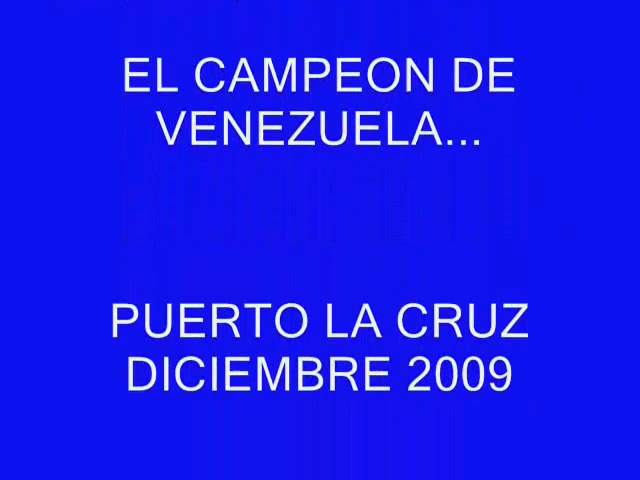 EL CAMPEON DE
VENEZUELA...
PUERTO LA CRUZ
DICIEMBRE 2009